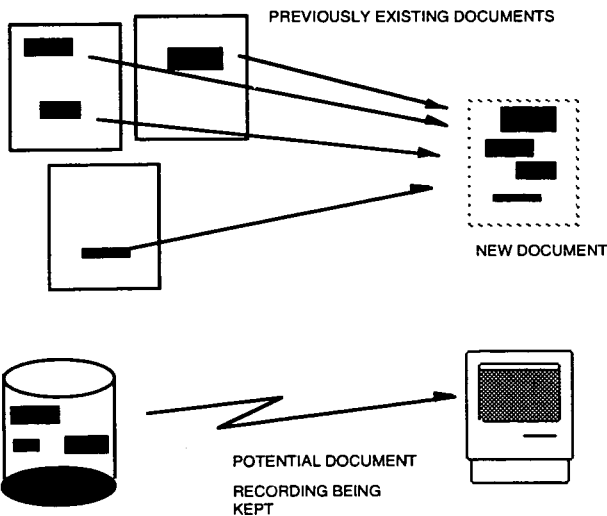 PREVIOUSLY EXISTING DOCUMENTS
NEW DOCUMENT
POTENTIAL DOCUMENT
RECORDING BEING
KEPT